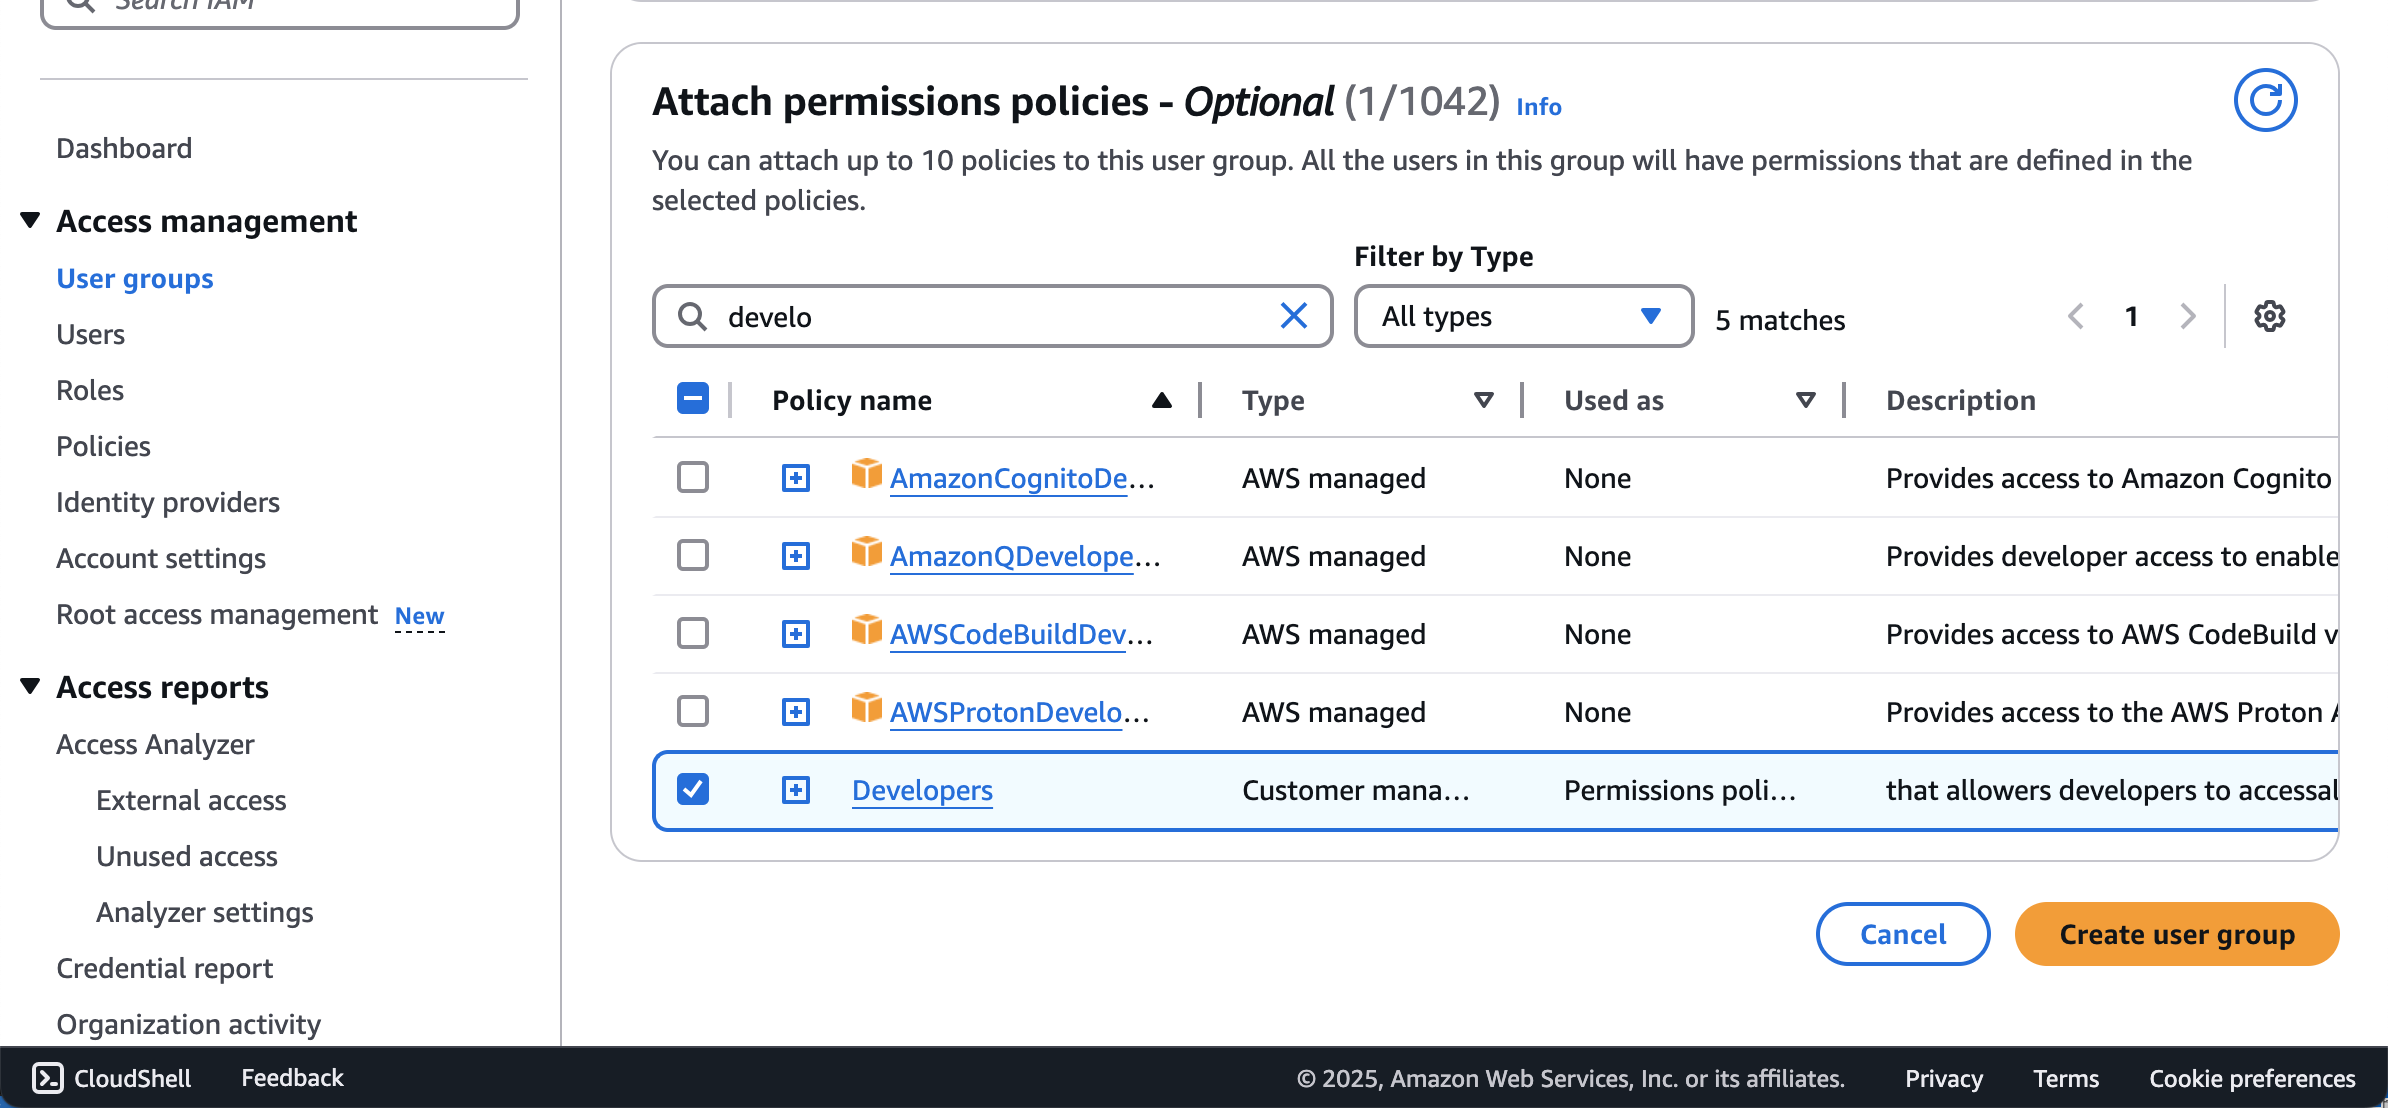 Search IAM
Dashboard
Access management
User groups
Users
Roles
Policies
Identity providers
Account settings
Root access management New
Access reports
Access Analyzer
External access
Unused access
Analyzer settings
Credential report
Organization activity
Attach permissions policies - Optional (1/1042) Info
You can attach up to 10 policies to this user group. All the users in this group will have permissions that are defined in the
selected policies.
Filter by Type
develo
All types
5 matches
1
Policy name Type Used as Description
AmazonCognitoDe... AWS managed None Provides access to Amazon Cognito
AmazonQDevelope... AWS managed None Provides developer access to enable
AWSCodeBuildDev... AWS managed None Provides access to AWS CodeBuild v
AWSProtonDevelo... AWS managed None Provides access to the AWS Proton A
Developers Customer mana... Permissions poli... that allowers developers to accessal
Cancel Create user group
CloudShell Feedback © 2025, Amazon Web Services, Inc. or its affiliates. Privacy Terms Cookie preferences